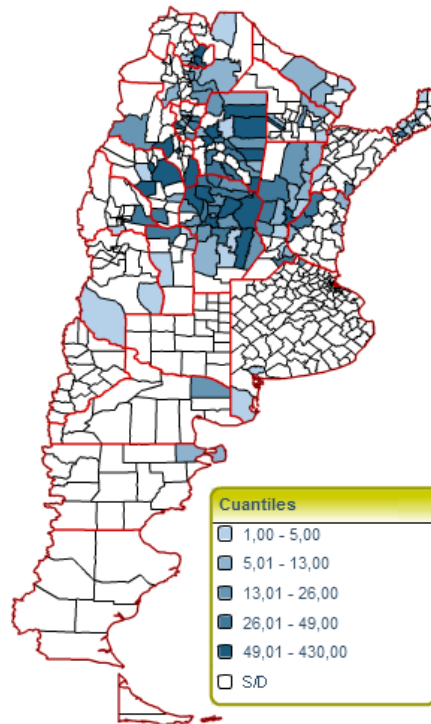 Cuantiles
1,00 - 5,00
5,01 - 13,00
13,01 - 26,00
26,01 - 49,00
49,01 - 430,00
S/D